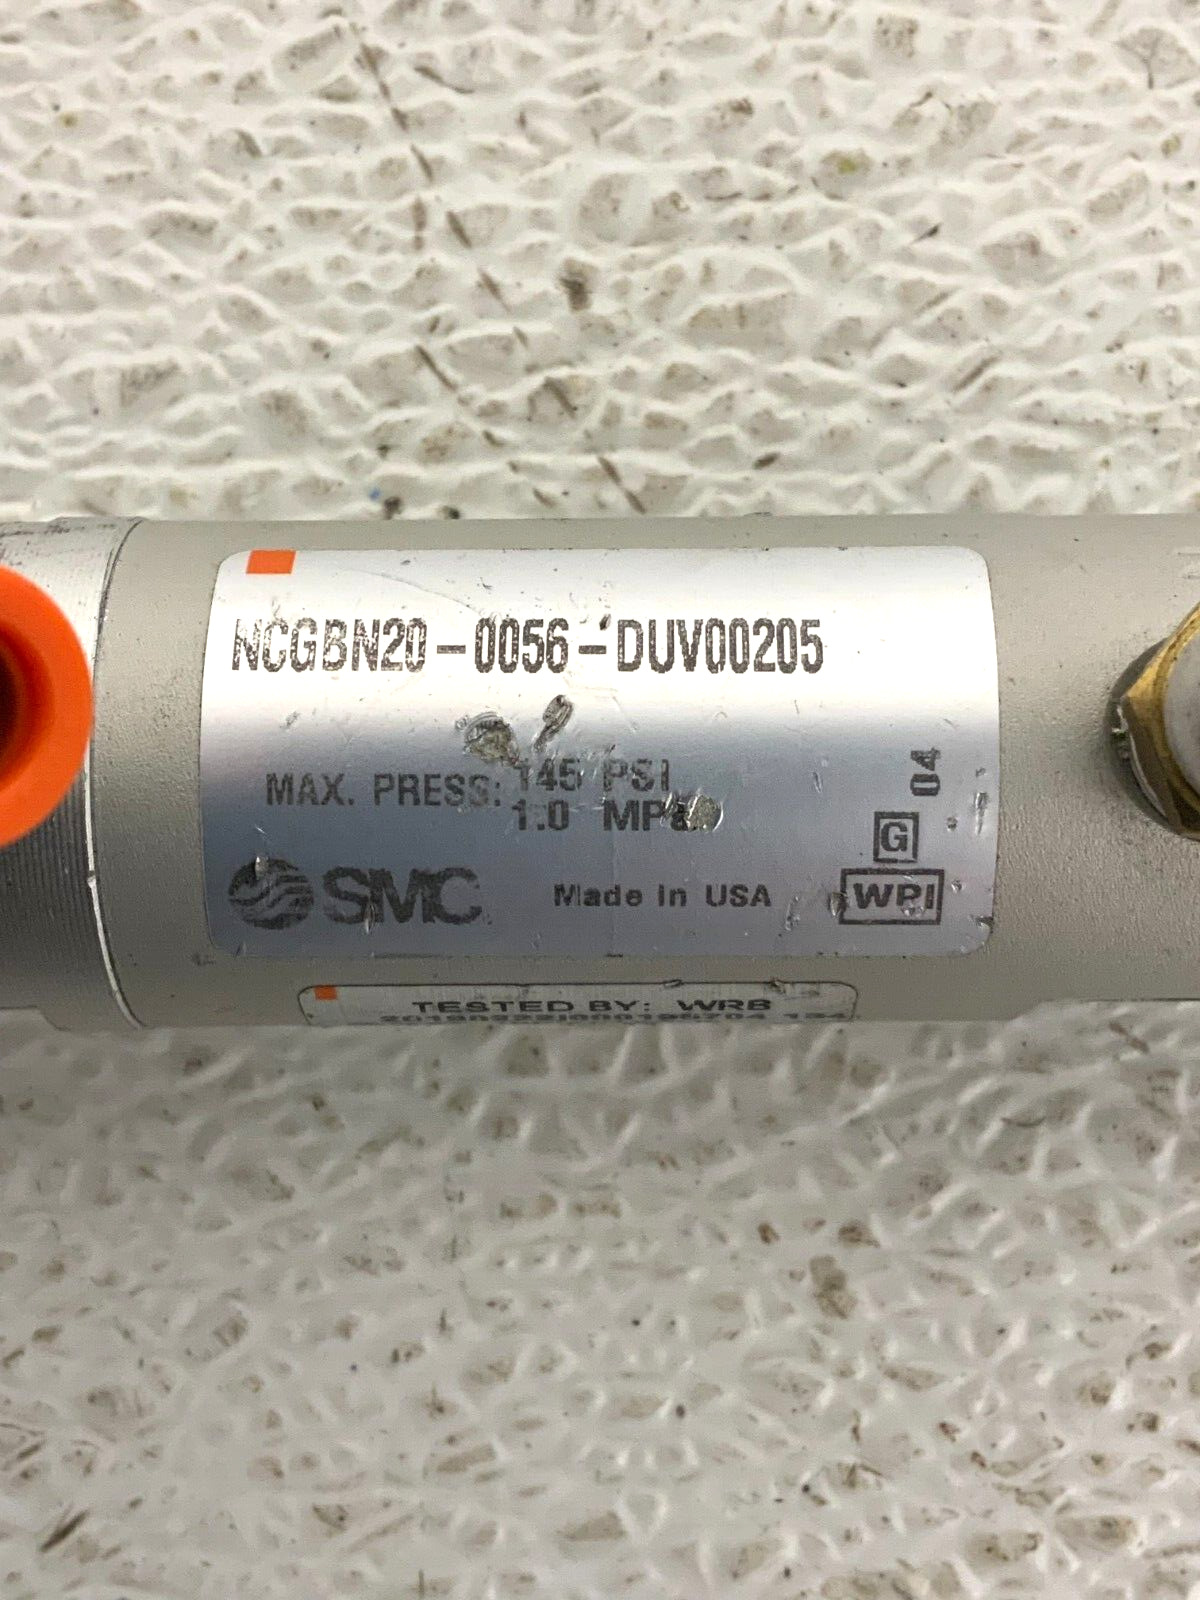 NCGBN20-0056-DUV00205
MAX. PRESS: 145 PSI
1.0 MPa
04
G
SMC
Made in USA
WPI
TESTED BY: WRB